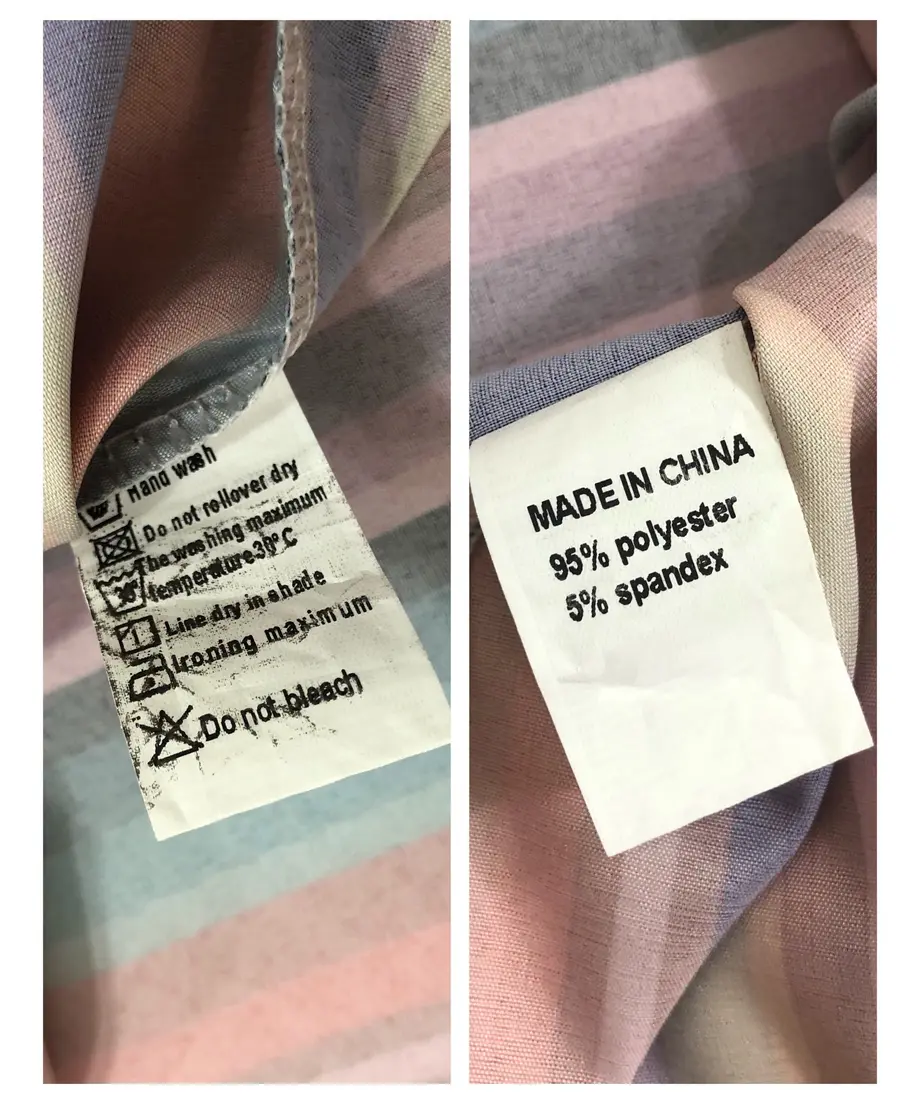 Hand wash
Do not rollover dry
he washing maximum
Temperature30°C
Line dry in shade
Ironing maximum
Do not bleach
MADE IN CHINA
95% polyester
5% spandex